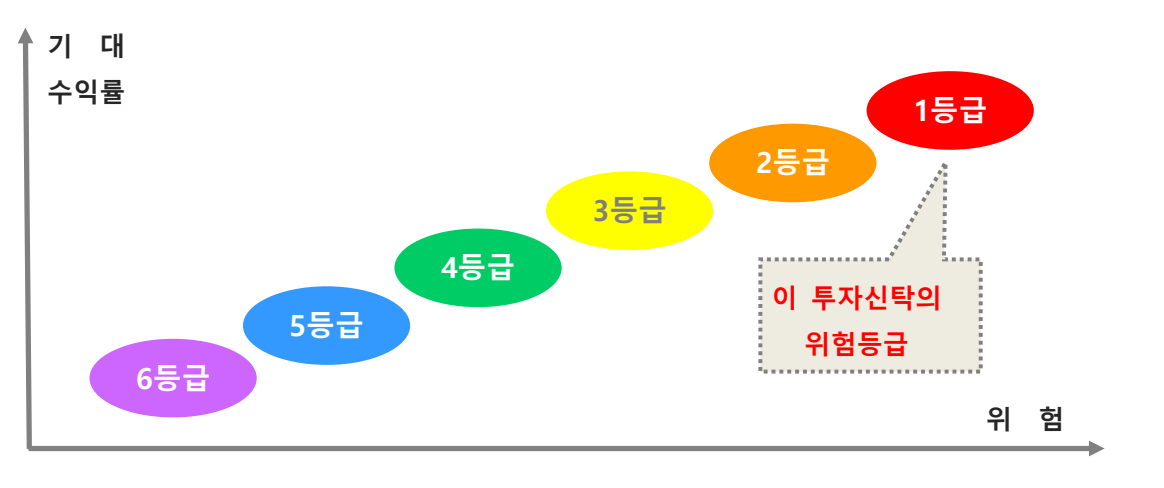 기 대
수익률
1등급
2등급
3등급
4등급
5등급
6등급
이 투자신탁의
위험등급
위 험